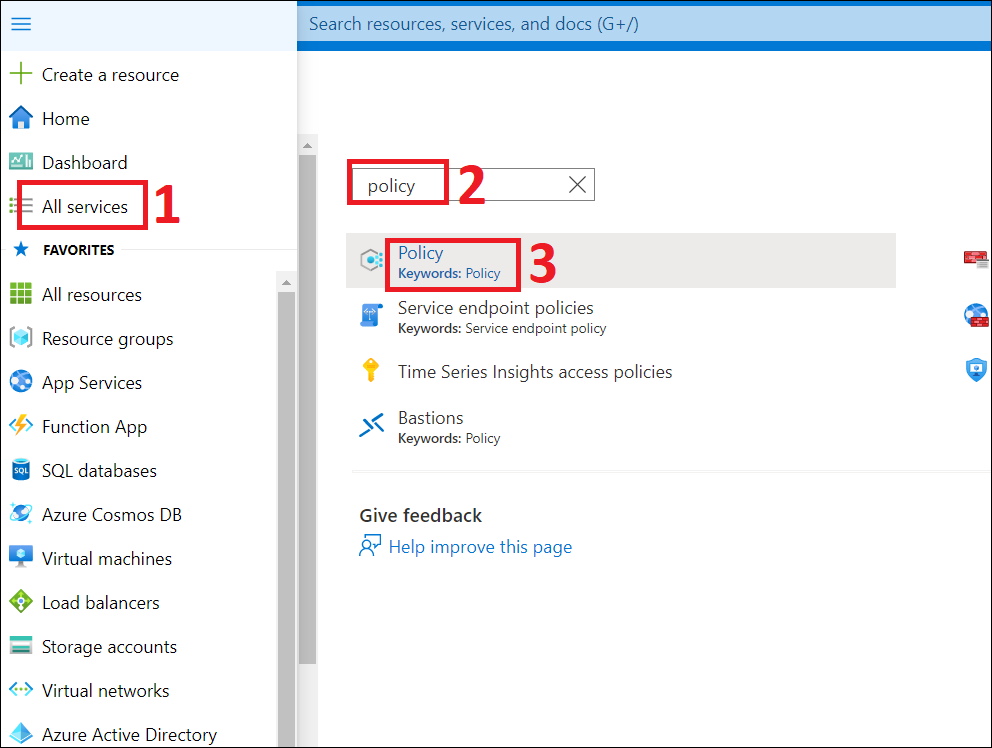 Search resources, services, and docs (G+/)
Create a resource
Home
Dashboard
All services
1
FAVORITES
All resources
Resource groups
App Services
Function App
SQL
SQL databases
Azure Cosmos DB
Virtual machines
Load balancers
Storage accounts
Virtual networks
Azure Active Directory
policy
2
Policy
Keywords: Policy
3
Service endpoint policies
Keywords: Service endpoint policy
Time Series Insights access policies
Bastions
Keywords: Policy
Give feedback
Help improve this page